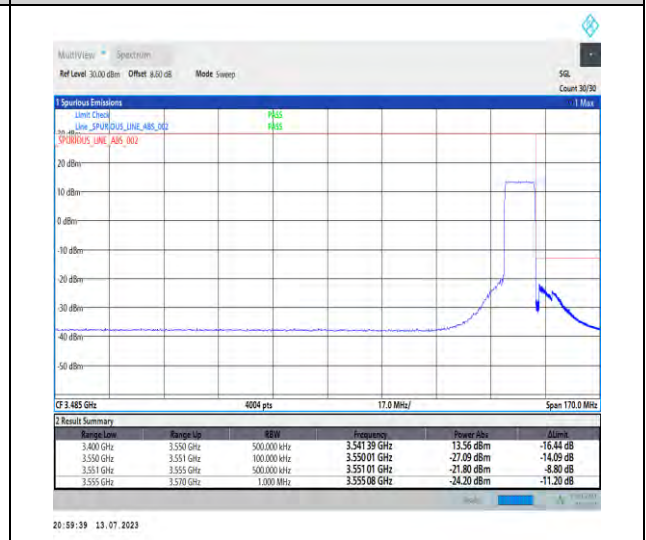 MultiView Spectrum
Ref Level 30.00 dBm Offset 8.60 dB Mode Sweep SGL
Count 30/30
1 Spurious Emissions 1 Max
Limit Check PASS
Line _SPURIOUS_LINE_ABS_002 PASS
_SPURIOUS_LINE_ABS_002
20 dBm
10 dBm
0 dBm
-10 dBm
-20 dBm
-30 dBm
-40 dBm
-50 dBm
CF 3.485 GHz 4004 pts 17.0 MHz/ Span 170.0 MHz
2 Result Summary
Range Low Range Up RBW Frequency Power Abs ΔLimit
3.400 GHz 3.550 GHz 500.000 kHz 3.541 39 GHz 13.56 dBm -16.44 dB
3.550 GHz 3.551 GHz 100.000 kHz 3.550 01 GHz -27.09 dBm -14.09 dB
3.551 GHz 3.555 GHz 500.000 kHz 3.551 01 GHz -21.80 dBm -8.80 dB
3.555 GHz 3.570 GHz 1.000 MHz 3.555 08 GHz -24.20 dBm -11.20 dB
20:59:39 13.07.2023